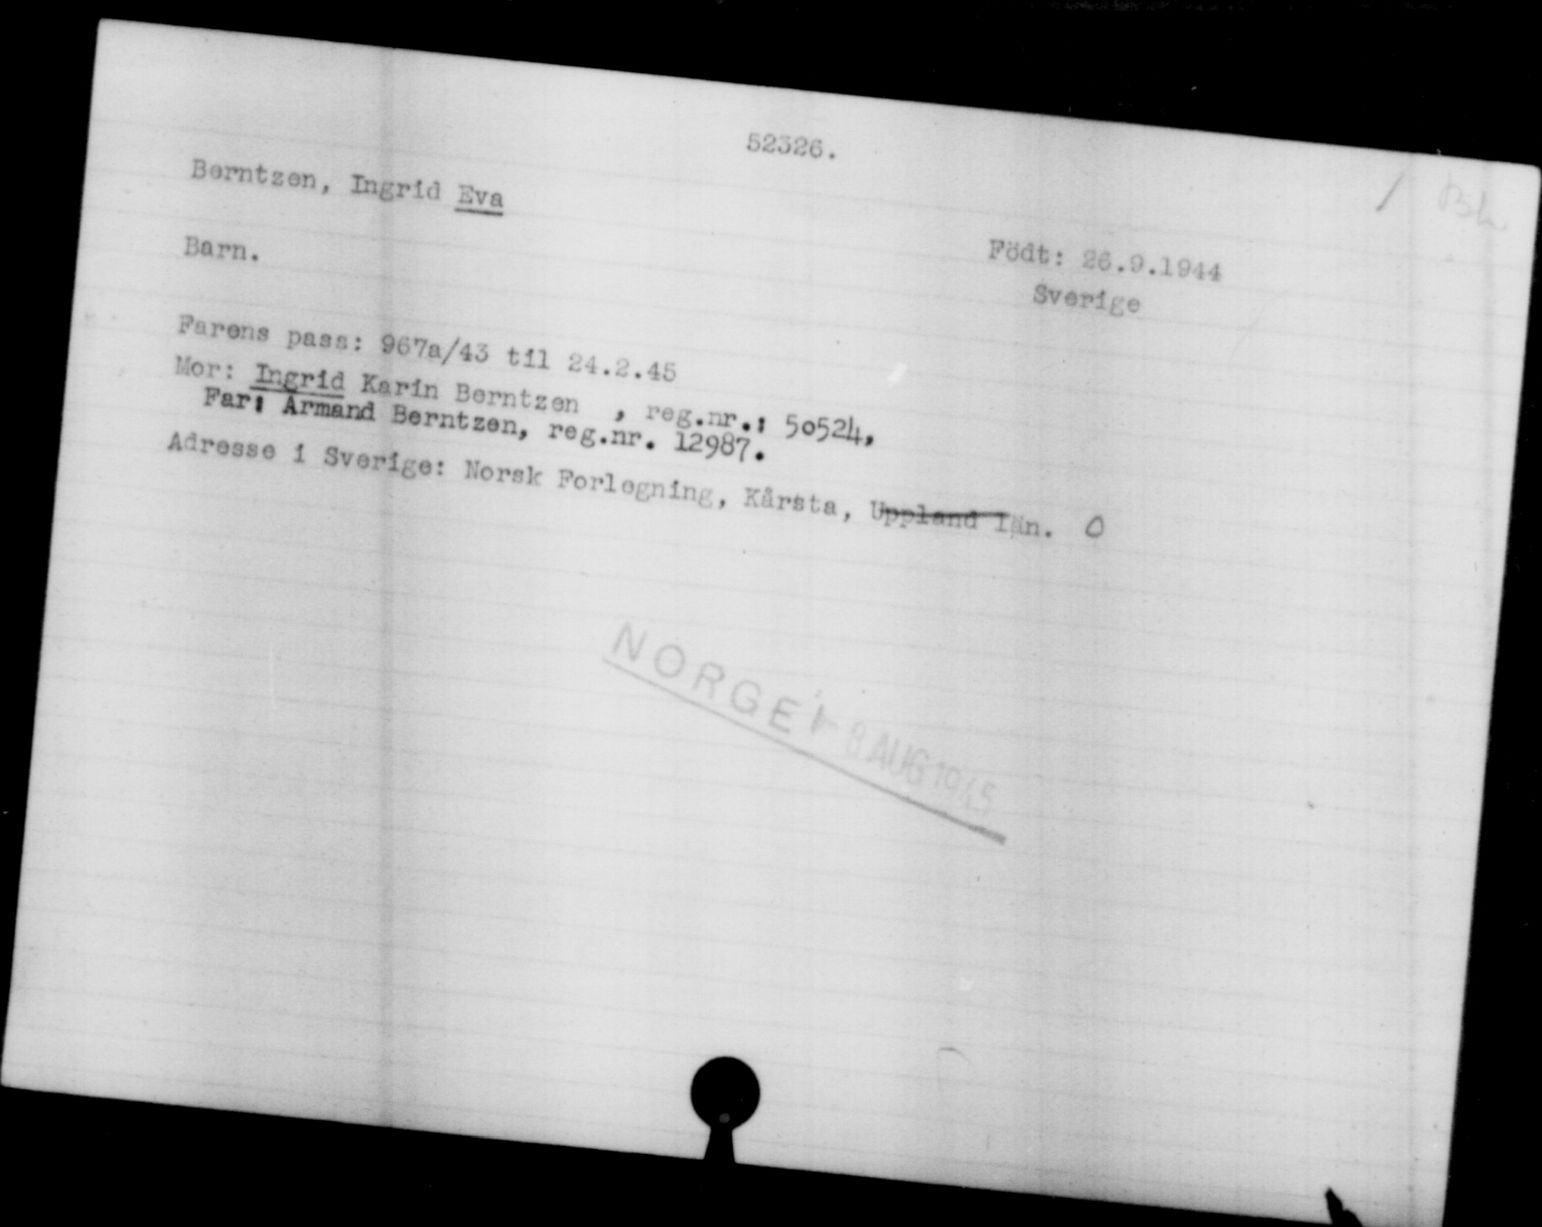 52326.
Berntzen, Ingrid Eva
Barn.
Födt: 26.9.1944
Sverige
Farens pass: 967a/43 til 24.2.45
Mor: Ingrid Karin Berntzen , reg.nr.: 50524,
Far: Armand Berntzen, reg.nr. 12987.
Adresse i Sverige: Norsk Forlegning, Kårsta, Uppland län. O
NORGE 8 AUG 1945